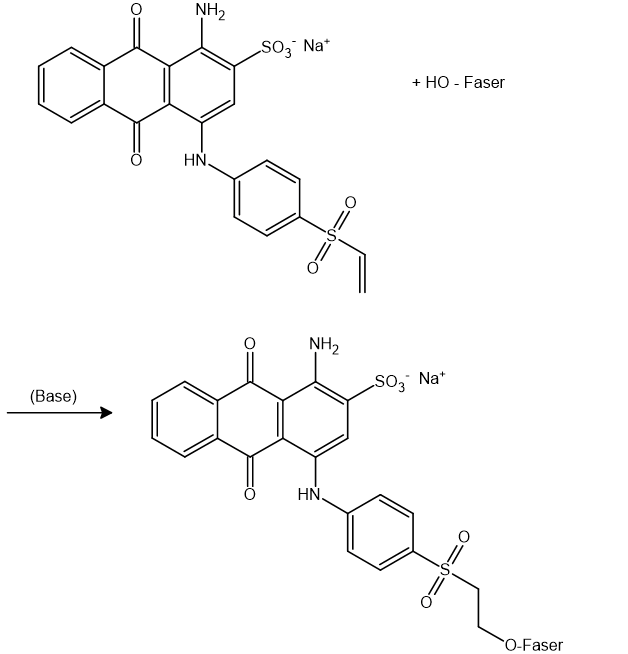 O NH₂
SO₃⁻ Na⁺
+ HO - Faser
O HN
O
S
O
(Base)
O NH₂
SO₃⁻ Na⁺
O HN
O
S
O
O-Faser